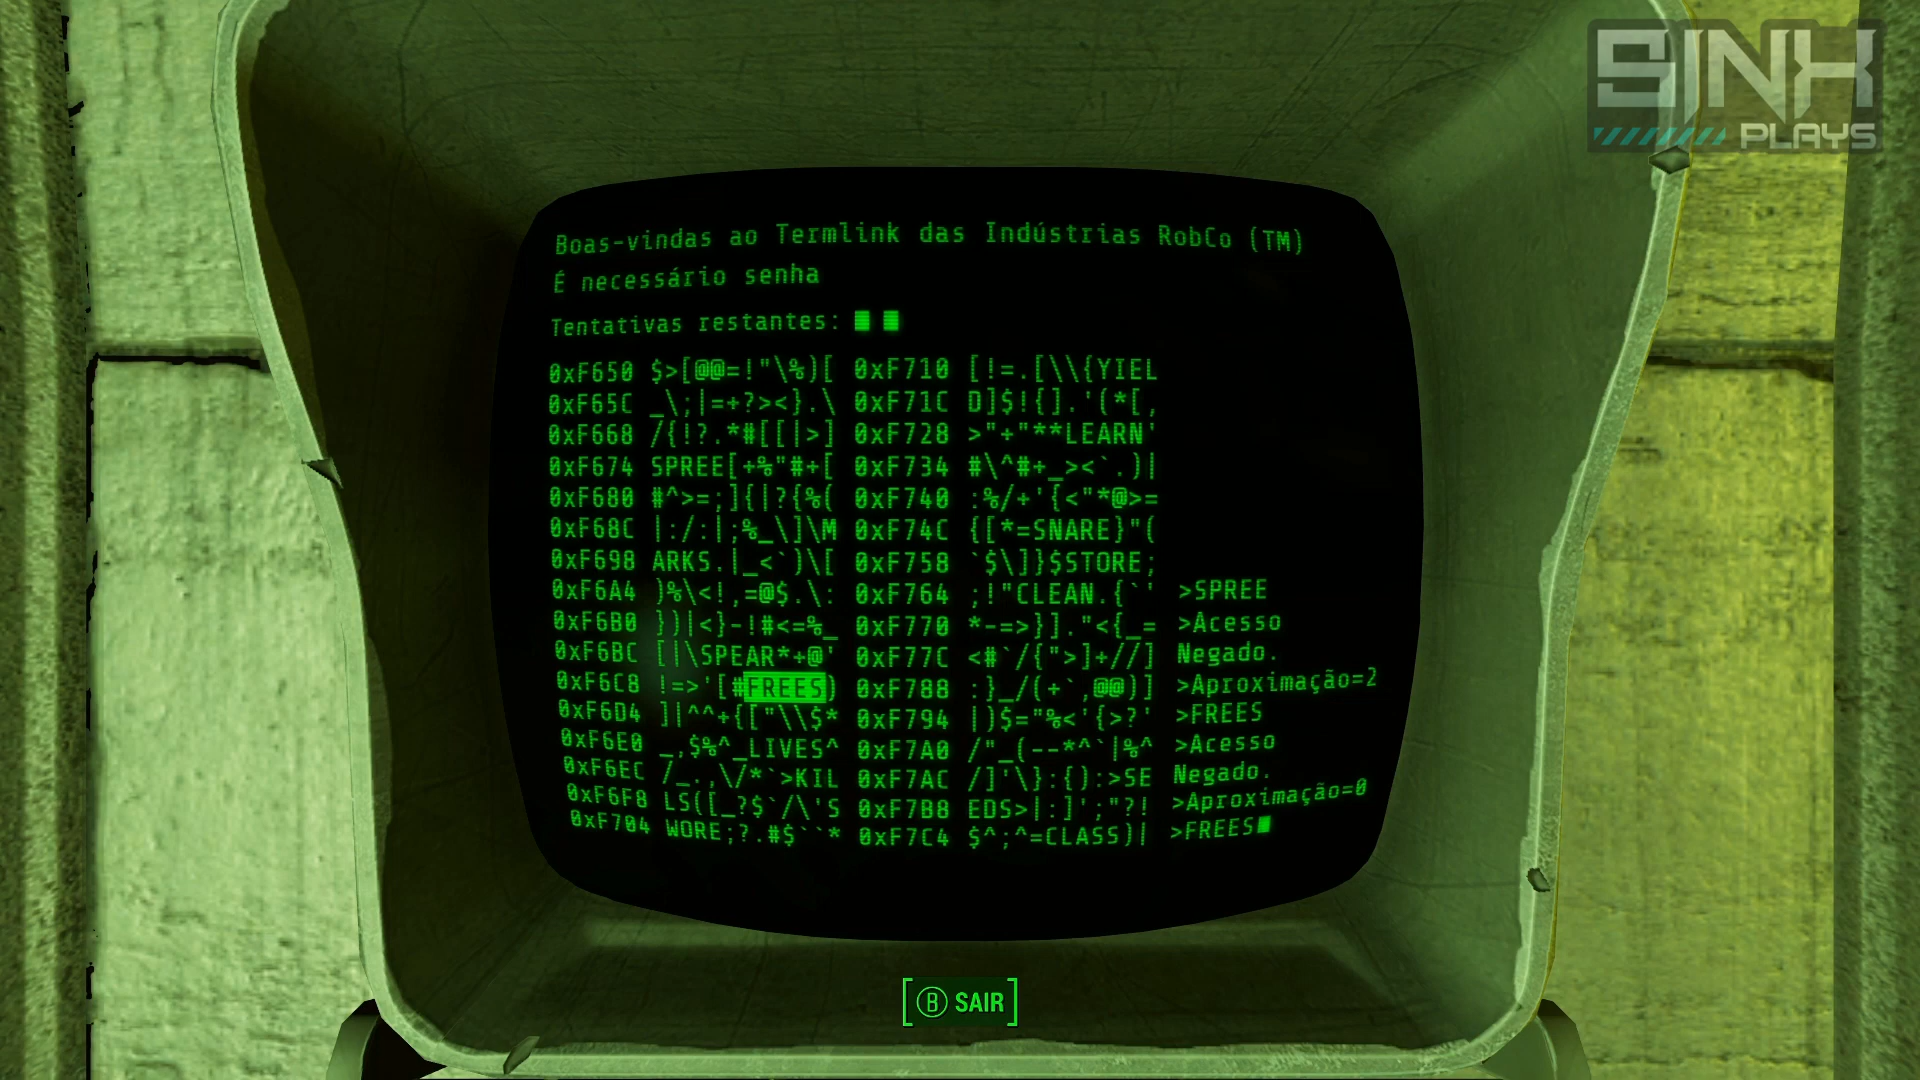 SINX
PLAYS
Boas-vindas ao Termlink das Indústrias RobCo (TM)
É necessário senha
Tentativas restantes: ■ ■
0xF650 $>[@@=!"\%)[ 0xF710 [!=.[\\{YIEL
0xF65C _\;|=+?><}.\ 0xF71C D]$!{].'(*[,
0xF668 /{!?.*#[[|>] 0xF728 >"+"**LEARN'
0xF674 SPREE[+%"#+[ 0xF734 #\^#+_><`.)|
0xF680 #^>=;]{|?{%( 0xF740 :%/+'{<"*@>=
0xF68C |:/:|;%_\]\M 0xF74C {[*=SNARE}"(
0xF698 ARKS.|_<`)\[ 0xF758 `$\]}$STORE;
0xF6A4 )%\<!,=@$.\: 0xF764 ;!"CLEAN.{`' >SPREE
0xF6B0 })|<}-!#<=%_ 0xF770 *-=>}]."<{_= >Acesso
0xF6BC [|\SPEAR*+@' 0xF77C <#`/{">]+//] Negado.
0xF6C8 !=>'[#FREES) 0xF788 :}_/(+`,@@)] >Aproximação=2
0xF6D4 ]|^^+{["\\$* 0xF794 |)$="%<'{>?' >FREES
0xF6E0 _,$%^_LIVES^ 0xF7A0 /"_(--*^`|%^ >Acesso
0xF6EC 7_.,\/*`>KIL 0xF7AC /]'\}:{):>SE Negado.
0xF6F8 LS([_?$`/\'S 0xF7B8 EDS>|:]';"?! >Aproximação=0
0xF704 WORE;?.#$``* 0xF7C4 $^;^=CLASS)| >FREES■
[Ⓑ SAIR]